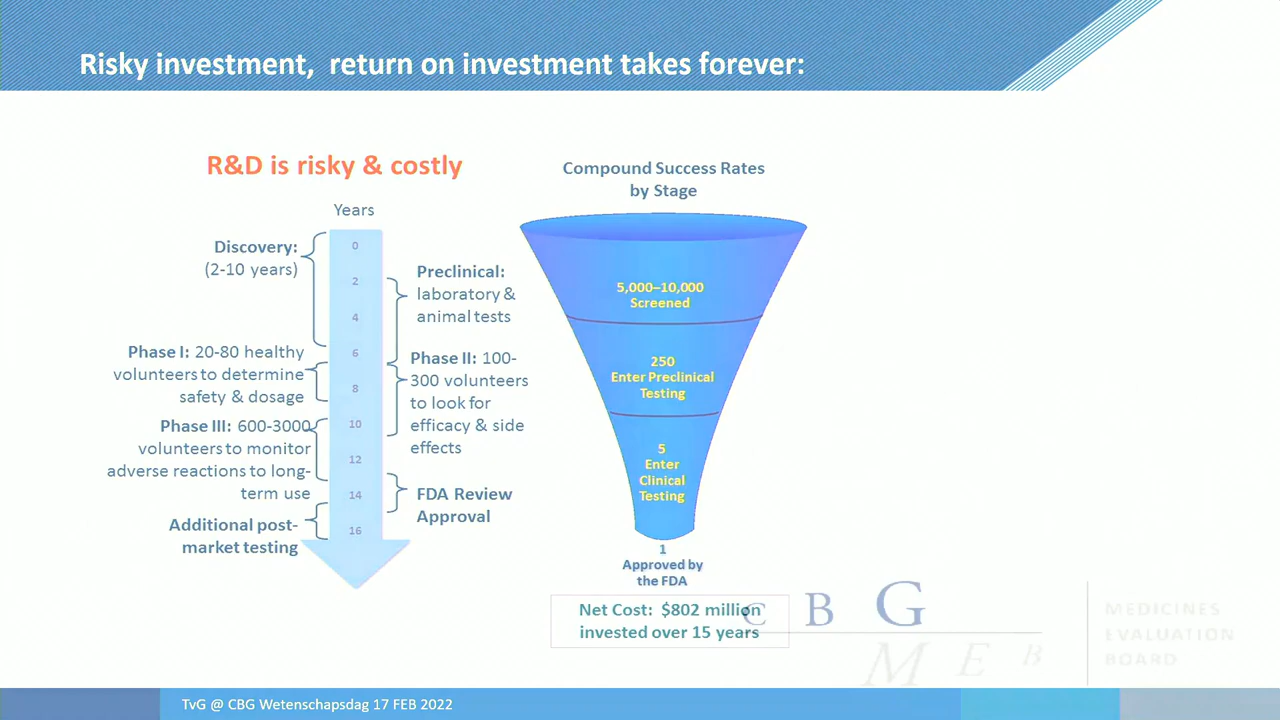 Risky investment, return on investment takes forever:
R&D is risky & costly
Years
0
2
4
6
8
10
12
14
16
Discovery:
(2-10 years)
Preclinical:
laboratory &
animal tests
Phase I: 20-80 healthy
volunteers to determine
safety & dosage
Phase II: 100-
300 volunteers
to look for
efficacy & side
effects
Phase III: 600-3000
volunteers to monitor
adverse reactions to long-
term use
FDA Review
Approval
Additional post-
market testing
Compound Success Rates
by Stage
5,000–10,000
Screened
250
Enter Preclinical
Testing
5
Enter
Clinical
Testing
1
Approved by
the FDA
Net Cost: $802 million
invested over 15 years
C B G
M E B
MEDICINES
EVALUATION
BOARD
TvG @ CBG Wetenschapsdag 17 FEB 2022